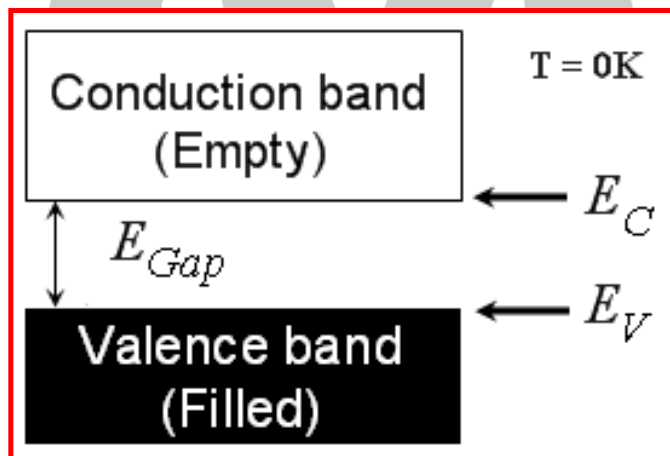 Conduction band
(Empty)
T = 0K
E_C
E_Gap
E_V
Valence band
(Filled)